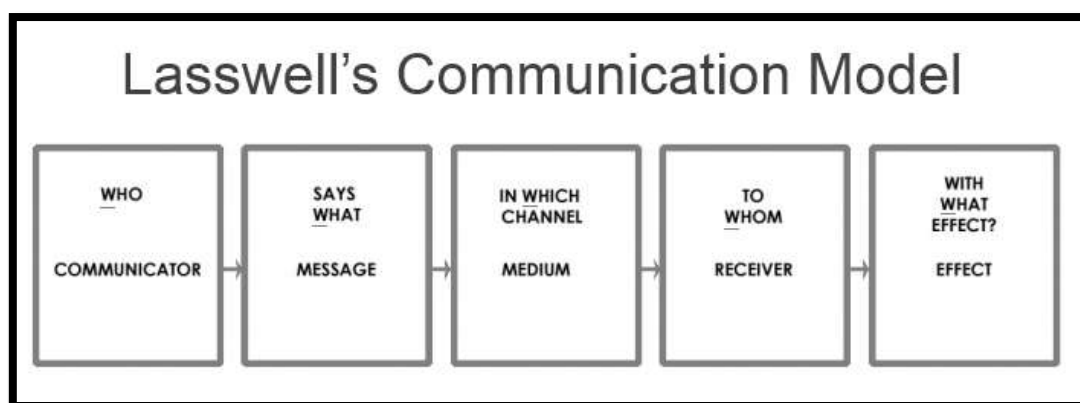 Lasswell's Communication Model
WHO
COMMUNICATOR
SAYS
WHAT
MESSAGE
IN WHICH
CHANNEL
MEDIUM
TO
WHOM
RECEIVER
WITH
WHAT
EFFECT?
EFFECT